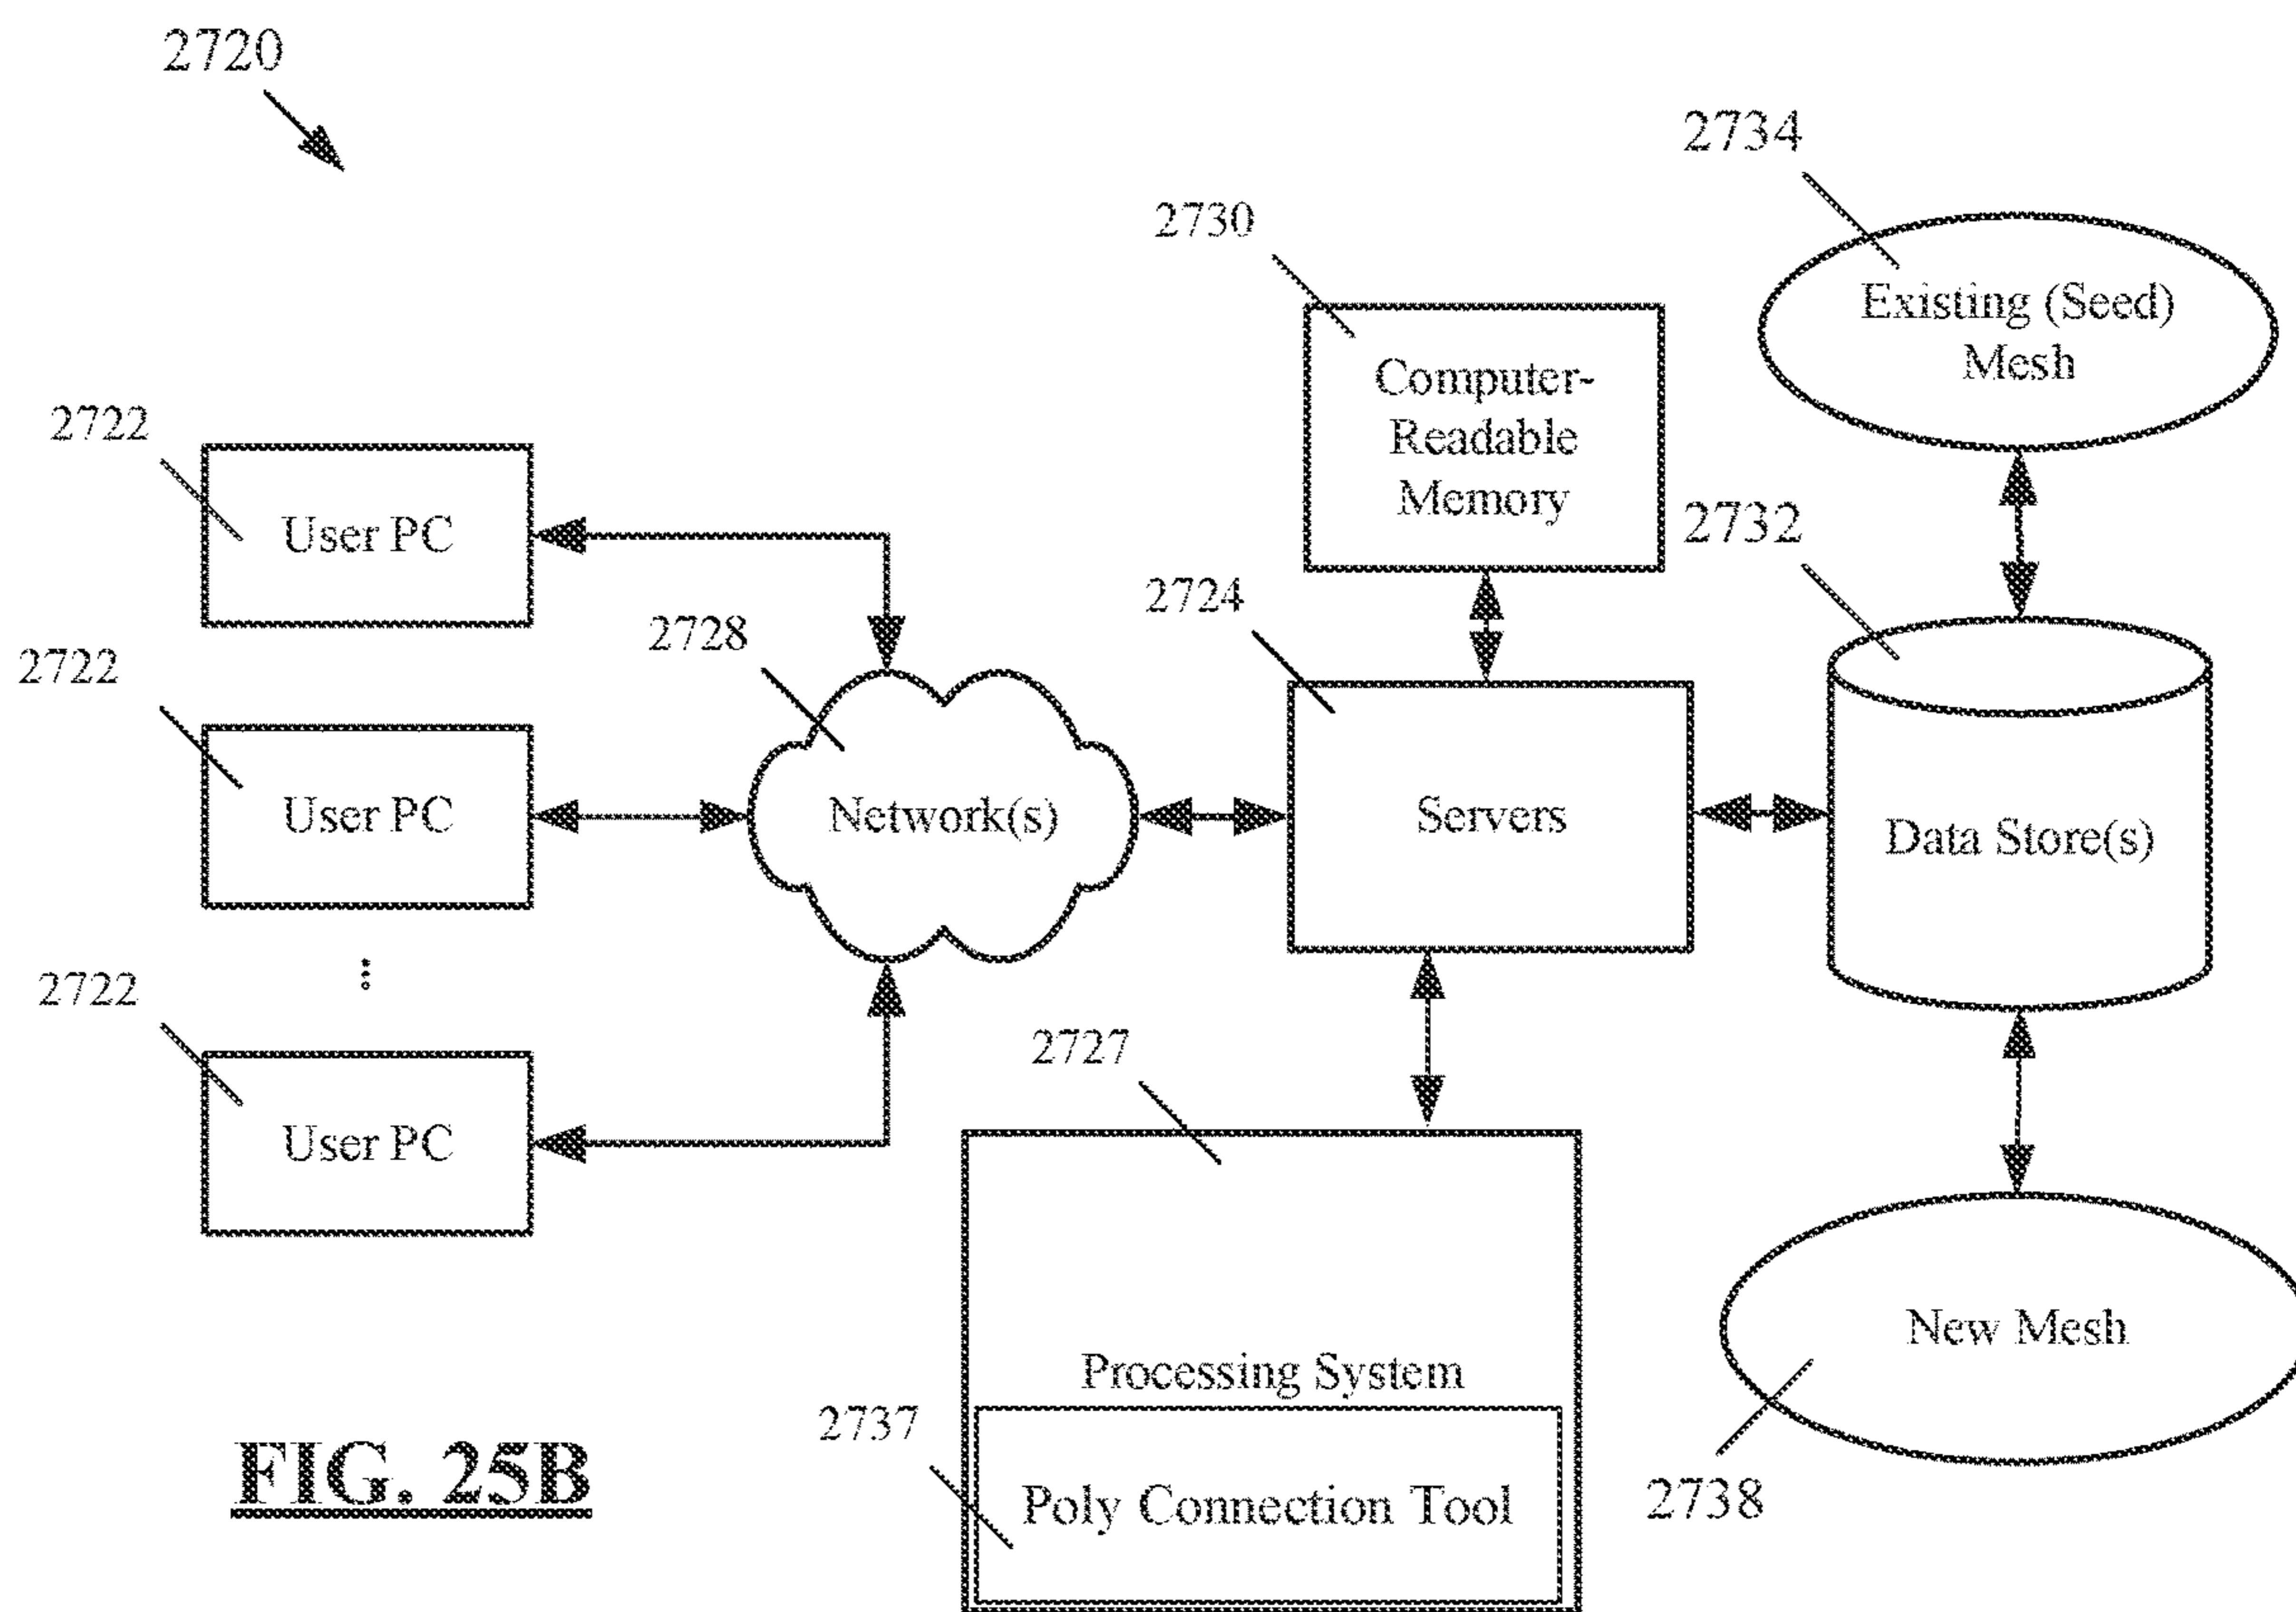 2720
2734
2730
Existing (Seed)
Mesh
Computer-
Readable
Memory
2722
User PC
2732
2724
2728
2722
User PC
Network(s)
Servers
Data Store(s)
2722
User PC
2727
Processing System
New Mesh
2737
Poly Connection Tool
2738
FIG. 25B